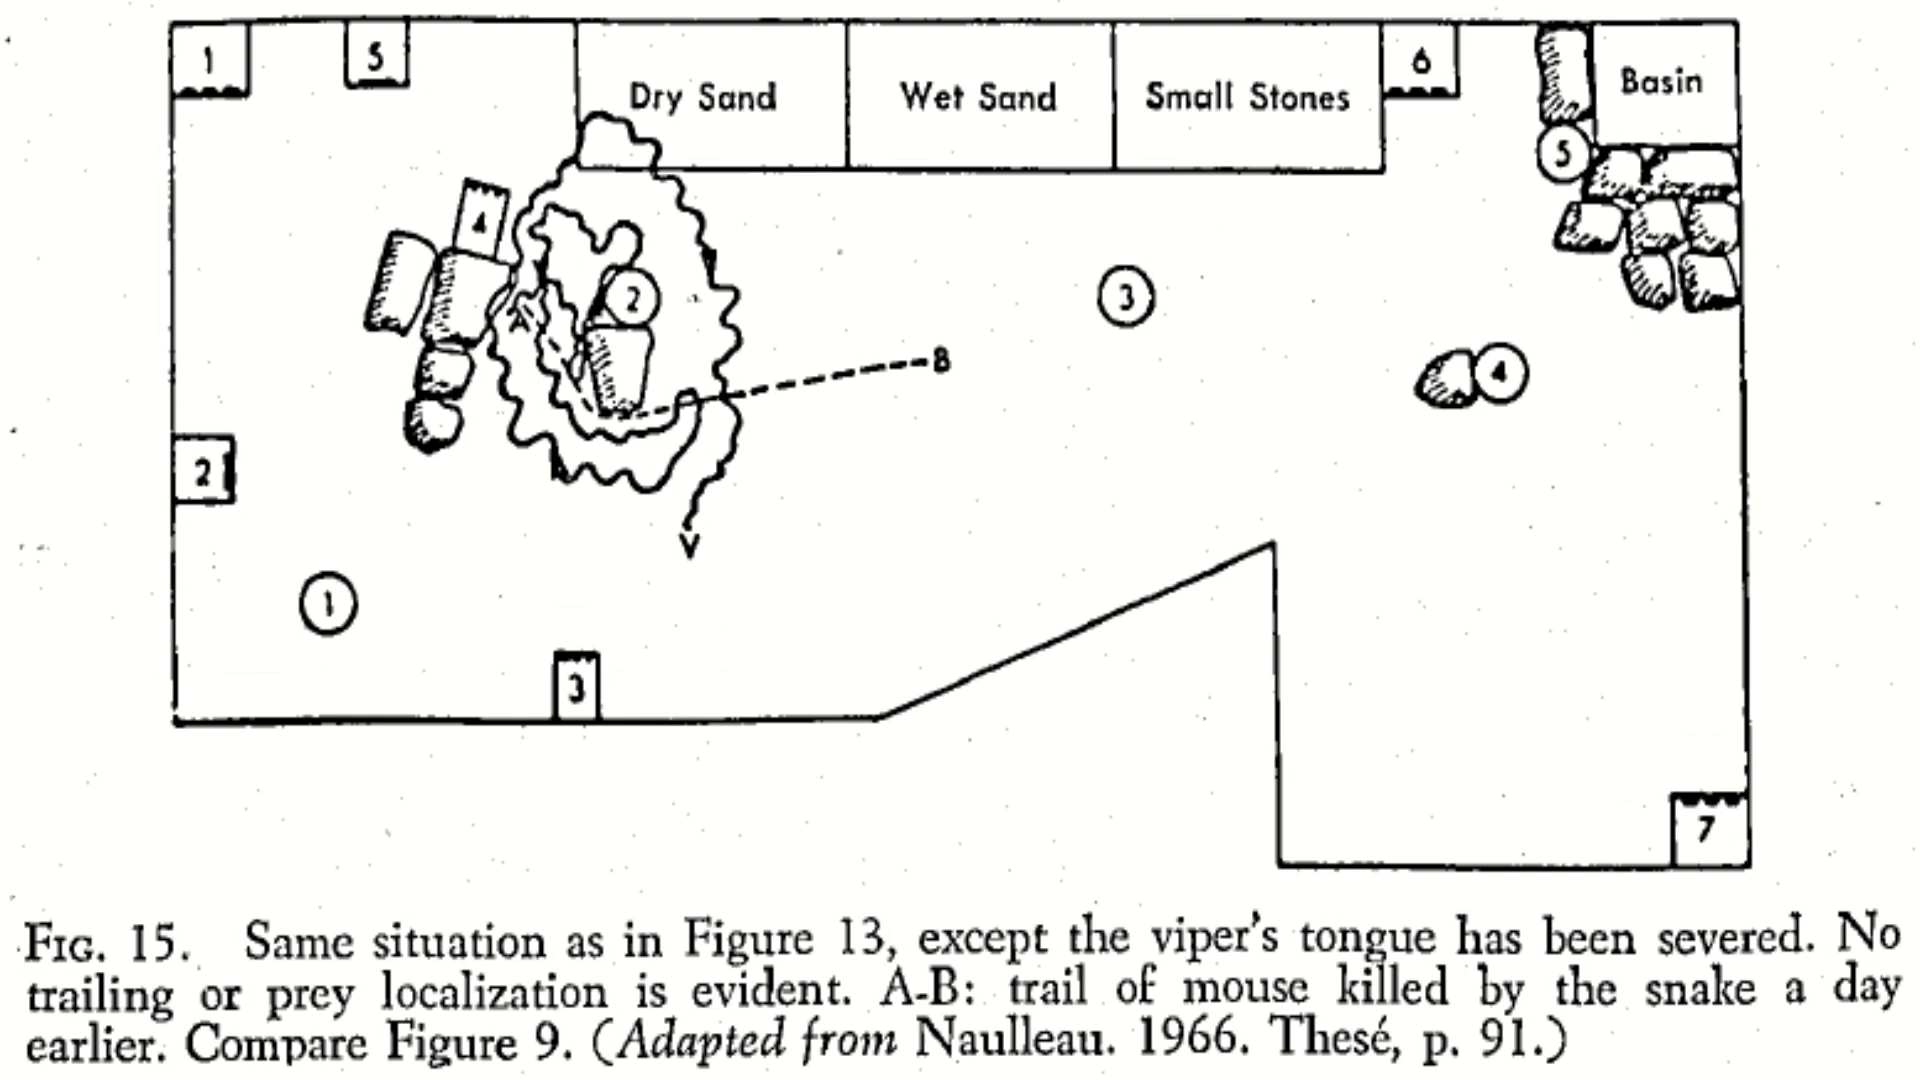 1
5
Dry Sand
Wet Sand
Small Stones
6
Basin
5
4
2
3
A
B
4
2
V
1
3
7
FIG. 15. Same situation as in Figure 13, except the viper's tongue has been severed. No
trailing or prey localization is evident. A-B: trail of mouse killed by the snake a day
earlier. Compare Figure 9. (Adapted from Naulleau. 1966. Thesé, p. 91.)